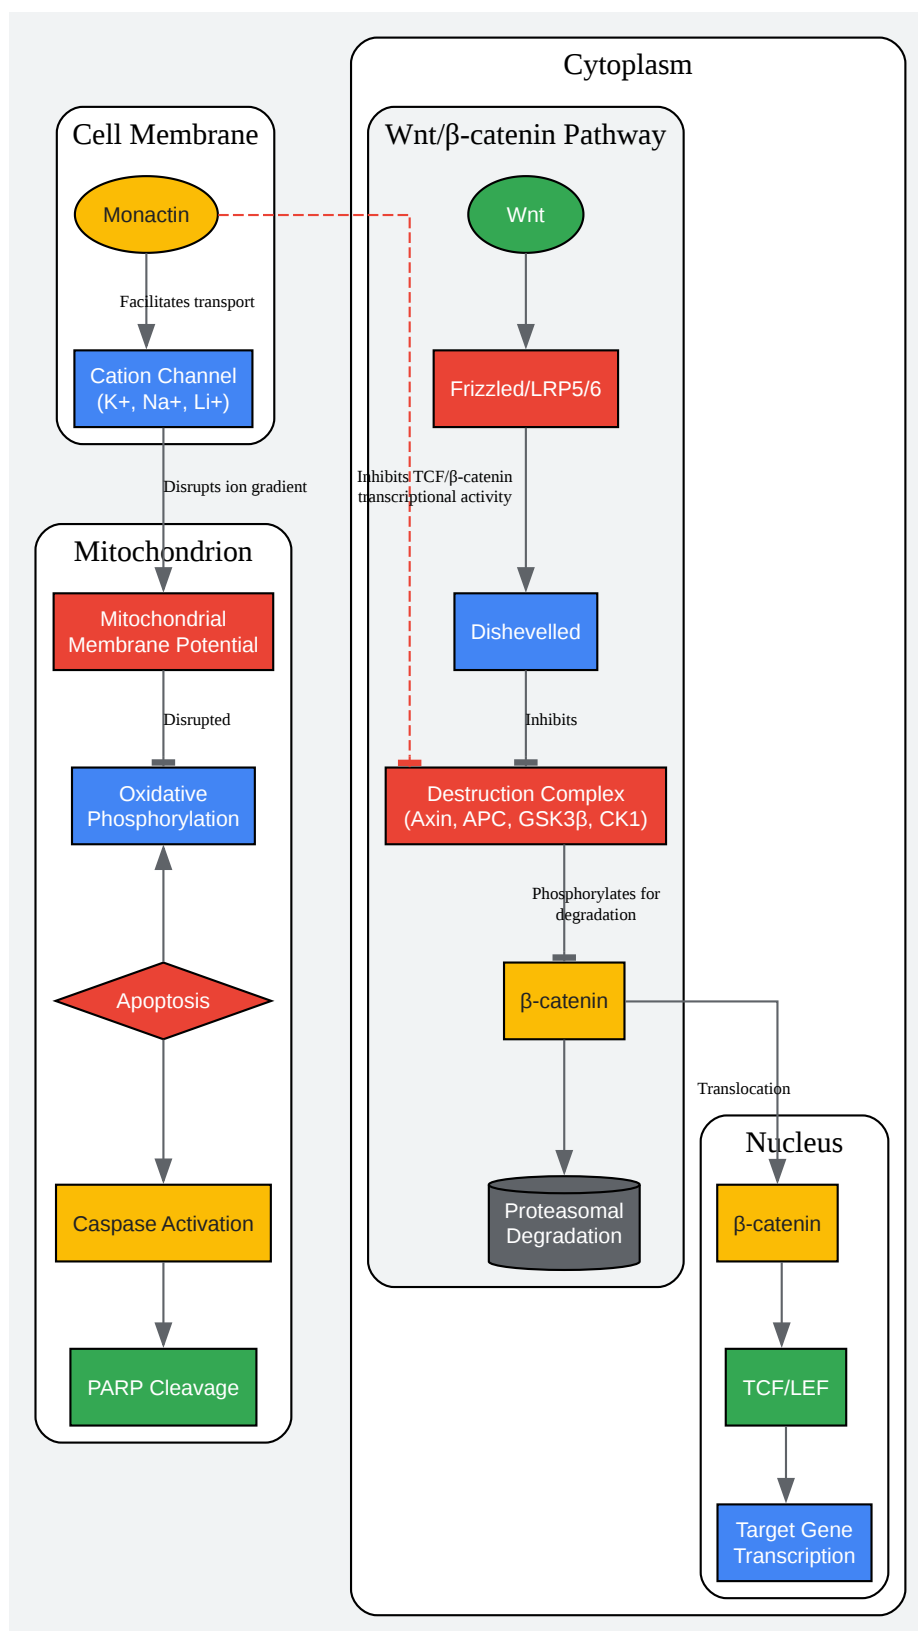 Cytoplasm
Cell Membrane
Wnt/β-catenin Pathway
Monactin
Wnt
Facilitates transport
Cation Channel
(K+, Na+, Li+)
Frizzled/LRP5/6
Disrupts ion gradient
Inhibits TCF/β-catenin
transcriptional activity
Mitochondrion
Mitochondrial
Membrane Potential
Dishevelled
Disrupted
Inhibits
Oxidative
Phosphorylation
Destruction Complex
(Axin, APC, GSK3β, CK1)
Phosphorylates for
degradation
Apoptosis
β-catenin
Translocation
Nucleus
Caspase Activation
Proteasomal
Degradation
β-catenin
PARP Cleavage
TCF/LEF
Target Gene
Transcription